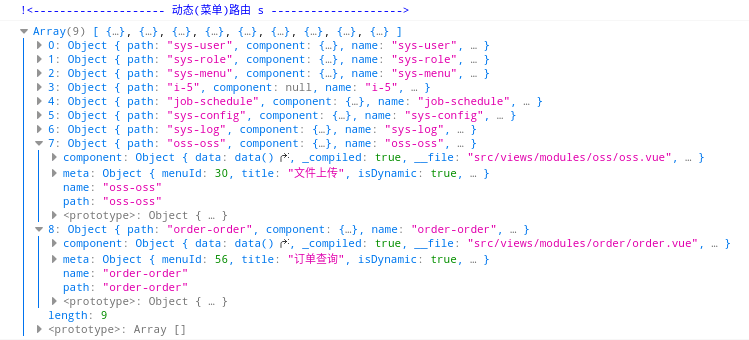 !<-------------------- 动态(菜单)路由 s -------------------->
Array(9) [ {…}, {…}, {…}, {…}, {…}, {…}, {…}, {…}, {…} ]
0: Object { path: "sys-user", component: {…}, name: "sys-user", … }
1: Object { path: "sys-role", component: {…}, name: "sys-role", … }
2: Object { path: "sys-menu", component: {…}, name: "sys-menu", … }
3: Object { path: "i-5", component: null, name: "i-5", … }
4: Object { path: "job-schedule", component: {…}, name: "job-schedule", … }
5: Object { path: "sys-config", component: {…}, name: "sys-config", … }
6: Object { path: "sys-log", component: {…}, name: "sys-log", … }
7: Object { path: "oss-oss", component: {…}, name: "oss-oss", … }
component: Object { data: data(), _compiled: true, __file: "src/views/modules/oss/oss.vue", … }
meta: Object { menuId: 30, title: "文件上传", isDynamic: true, … }
name: "oss-oss"
path: "oss-oss"
<prototype>: Object { … }
8: Object { path: "order-order", component: {…}, name: "order-order", … }
component: Object { data: data(), _compiled: true, __file: "src/views/modules/order/order.vue", … }
meta: Object { menuId: 56, title: "订单查询", isDynamic: true, … }
name: "order-order"
path: "order-order"
<prototype>: Object { … }
length: 9
<prototype>: Array []